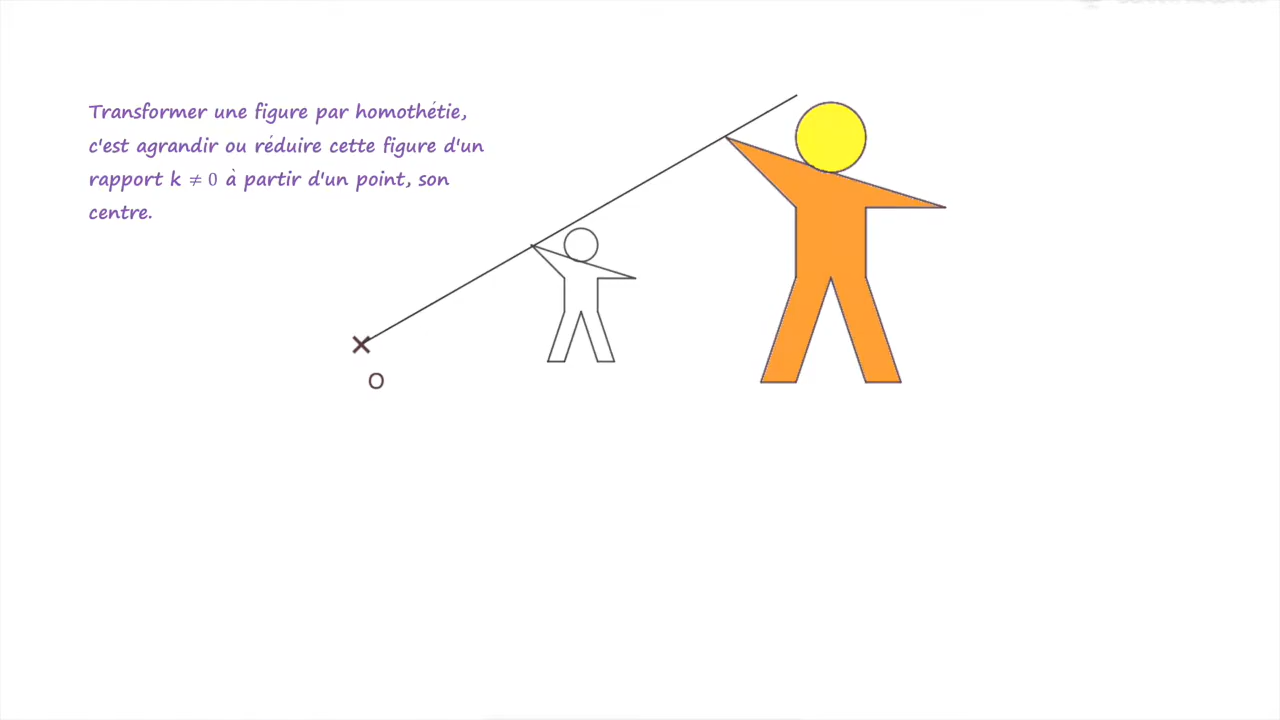 Transformer une figure par homothétie,
c'est agrandir ou réduire cette figure d'un
rapport k ≠ 0 à partir d'un point, son
centre.
O